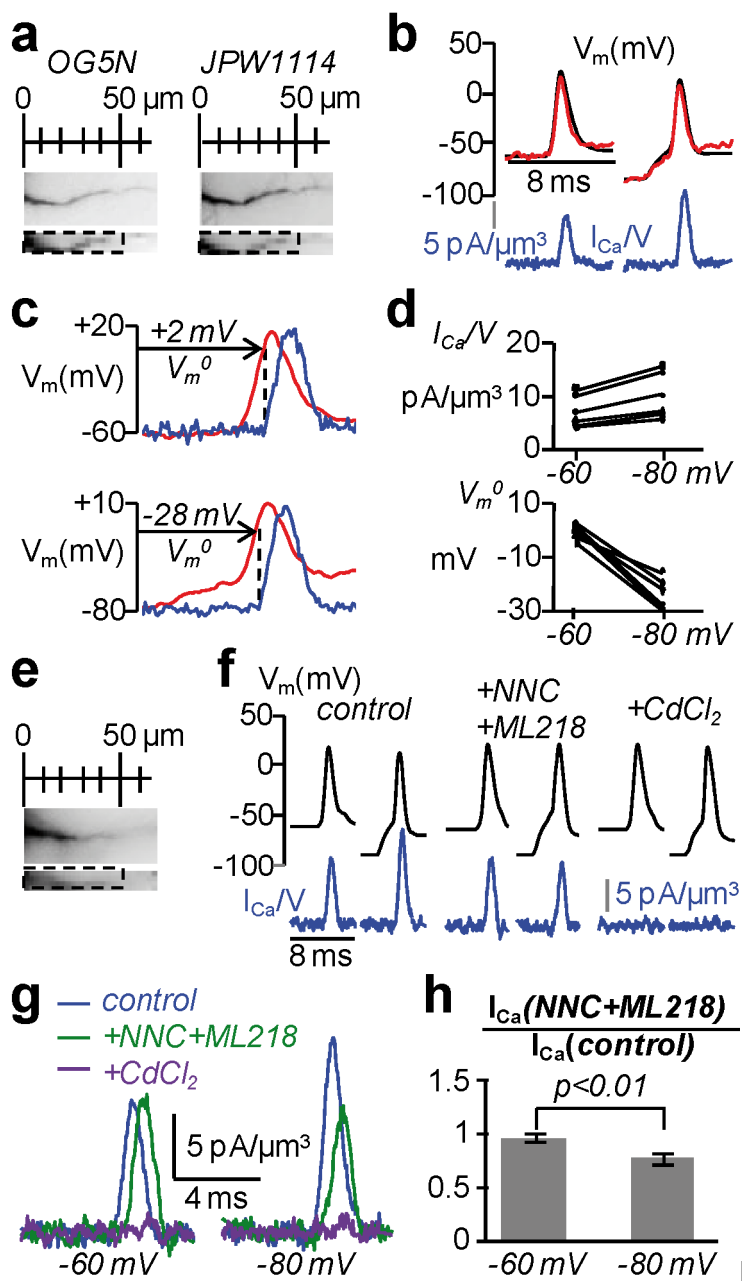 a
OG5N JPW1114
0 50 µm 0 50 µm
b
50
0
-50
-100
Vm(mV)
8 ms
5 pA/µm³ ICa/V
c
+20
Vm(mV)
-60
+2 mV
Vm⁰
+10
Vm(mV)
-80
-28 mV
Vm⁰
d
ICa/V
20
pA/µm³ 10
0
-60 -80 mV
Vm⁰
10
mV
-10
-30
-60 -80 mV
e
0 50 µm
f
Vm(mV)
50
0
-50
-100
control
+NNC
+ML218
+CdCl₂
ICa/V
5 pA/µm³
8 ms
g
control
+NNC+ML218
+CdCl₂
5 pA/µm³
4 ms
-60 mV -80 mV
h
ICa(NNC+ML218)
ICa(control)
1.5
1
0.5
0
p<0.01
-60 mV -80 mV